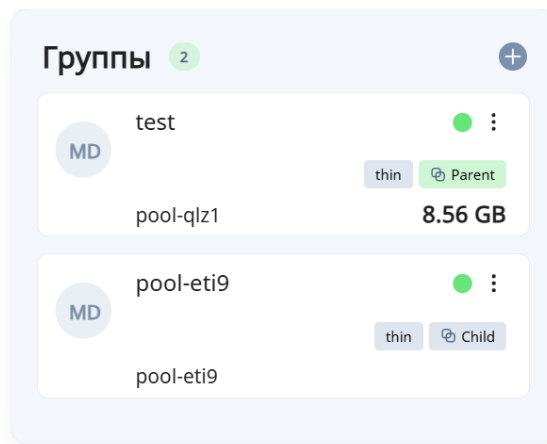 Группы 2
test
MD
thin Parent
pool-qlz1 8.56 GB
pool-eti9
MD
thin Child
pool-eti9